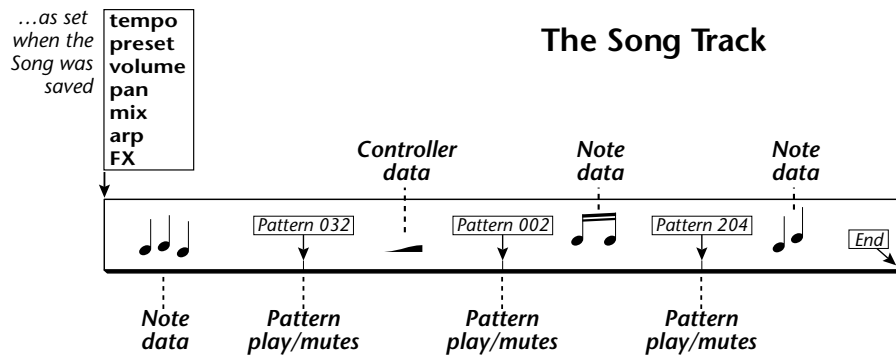 ...as set
when the
Song was
saved
tempo
preset
volume
pan
mix
arp
FX
The Song Track
Controller
data
Note
data
Note
data
Pattern 032
Pattern 002
Pattern 204
End
Note
data
Pattern
play/mutes
Pattern
play/mutes
Pattern
play/mutes